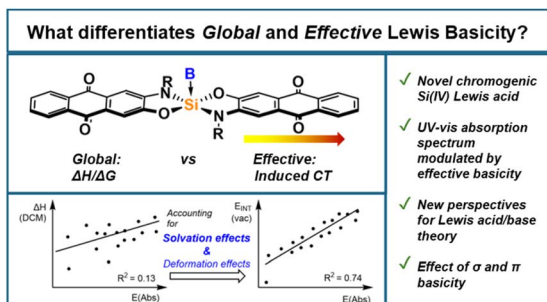 What differentiates Global and Effective Lewis Basicity?
B
R
O
N
O
Si
O
O
N
R
O
O
Global:
ΔH/ΔG
vs
Effective:
Induced CT
ΔH
(DCM)
R² = 0.13
E(Abs)
Accounting
for
Solvation effects
&
Deformation effects
E_INT
(vac)
R² = 0.74
E(Abs)
✓ Novel chromogenic
Si(IV) Lewis acid
✓ UV-vis absorption
spectrum
modulated by
effective basicity
✓ New perspectives
for Lewis acid/base
theory
✓ Effect of σ and π
basicity